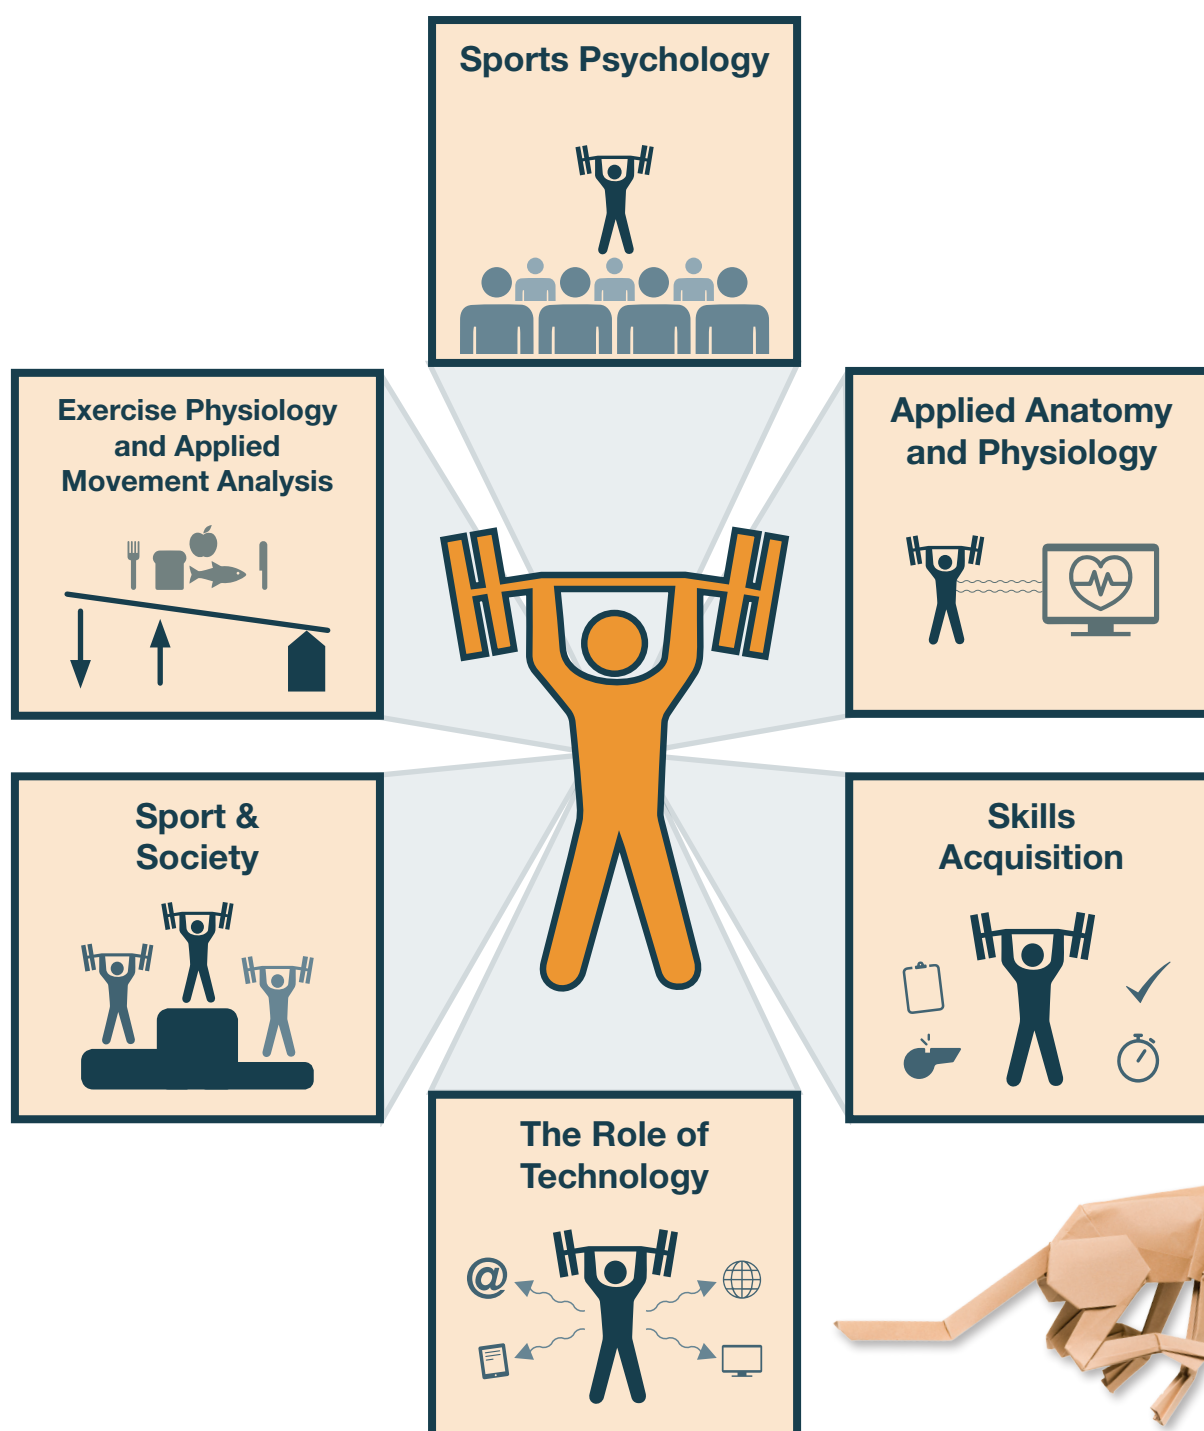 Sports Psychology
Exercise Physiology
and Applied
Movement Analysis
Applied Anatomy
and Physiology
Sport &
Society
Skills
Acquisition
The Role of
Technology
@